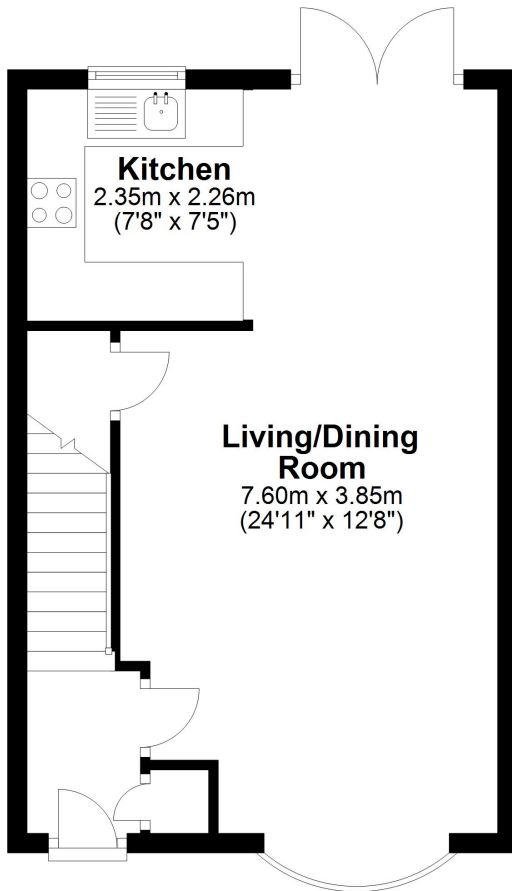 Kitchen
2.35m x 2.26m
(7'8" x 7'5")
Living/Dining
Room
7.60m x 3.85m
(24'11" x 12'8")